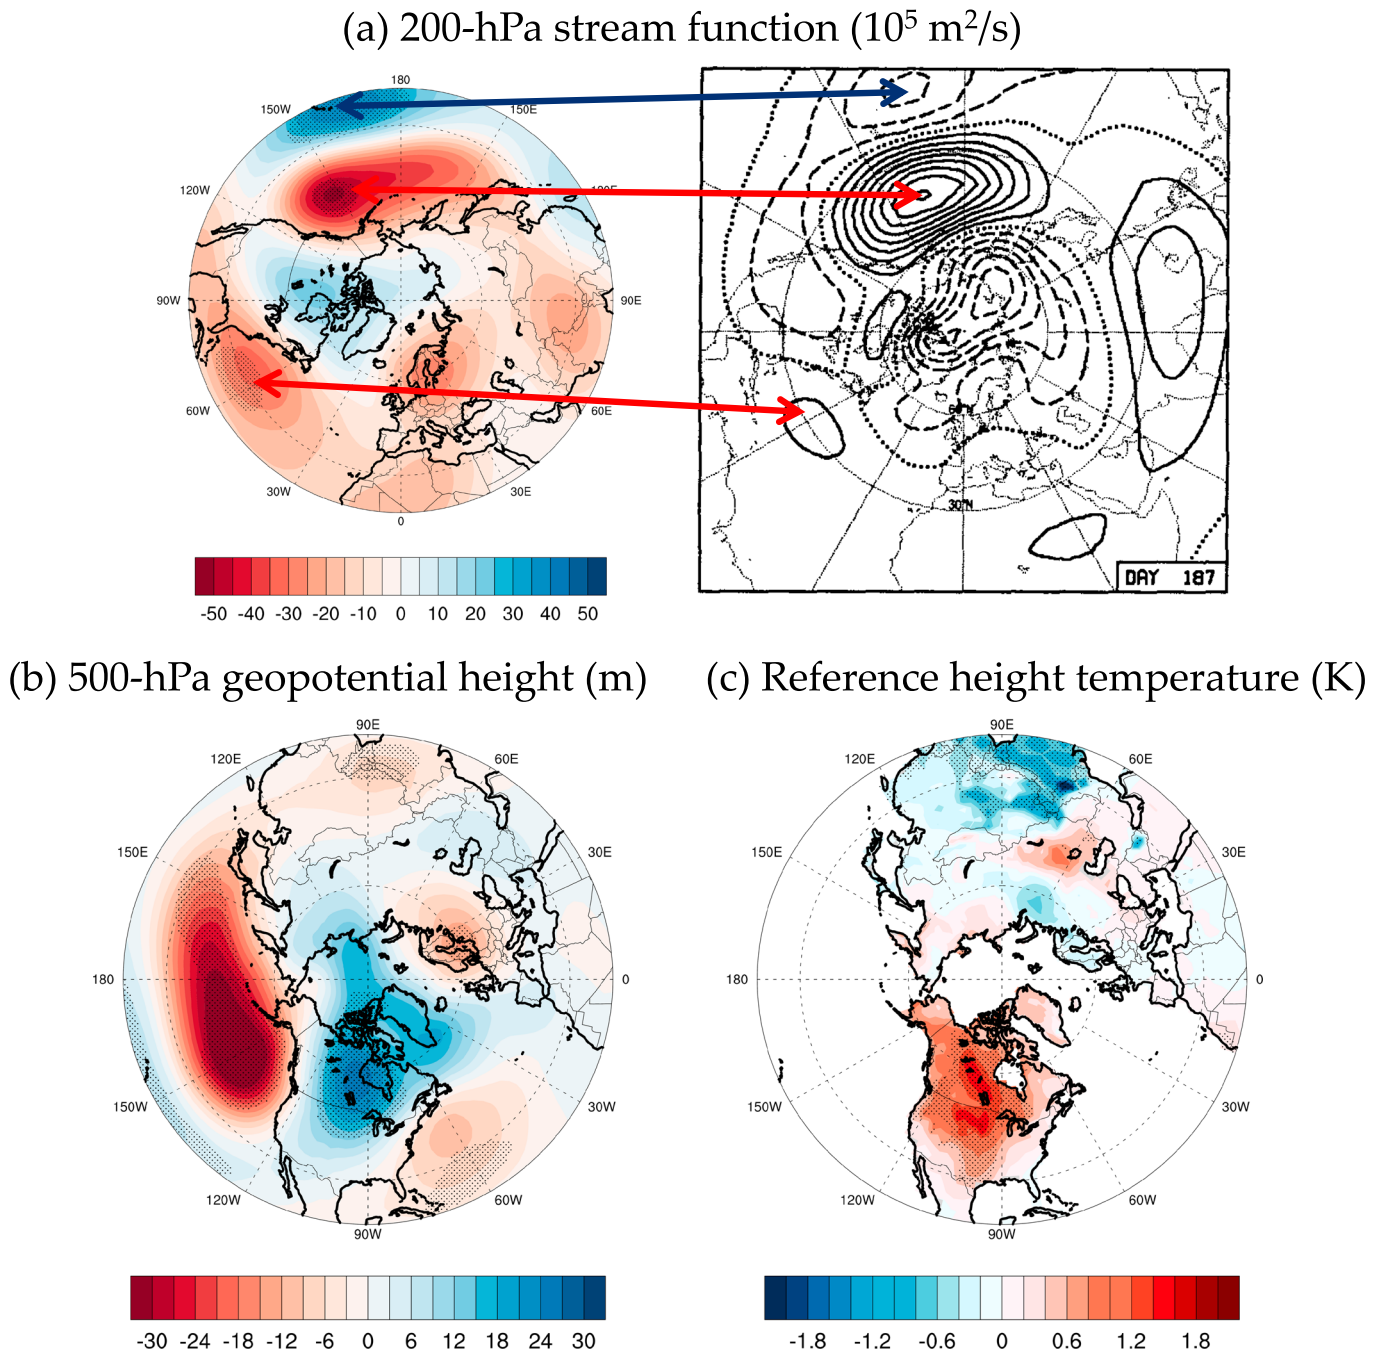 (a) 200-hPa stream function (10⁵ m²/s)
180
150W
150E
120W
90W
90E
60W
60E
30W
30E
0
-50 -40 -30 -20 -10 0 10 20 30 40 50
60°N
30°N
DAY 187
(b) 500-hPa geopotential height (m)
(c) Reference height temperature (K)
90E
120E
60E
150E
30E
180
0
150W
30W
120W
60W
90W
-30 -24 -18 -12 -6 0 6 12 18 24 30
90E
120E
60E
150E
30E
180
0
150W
30W
120W
60W
90W
-1.8 -1.2 -0.6 0 0.6 1.2 1.8